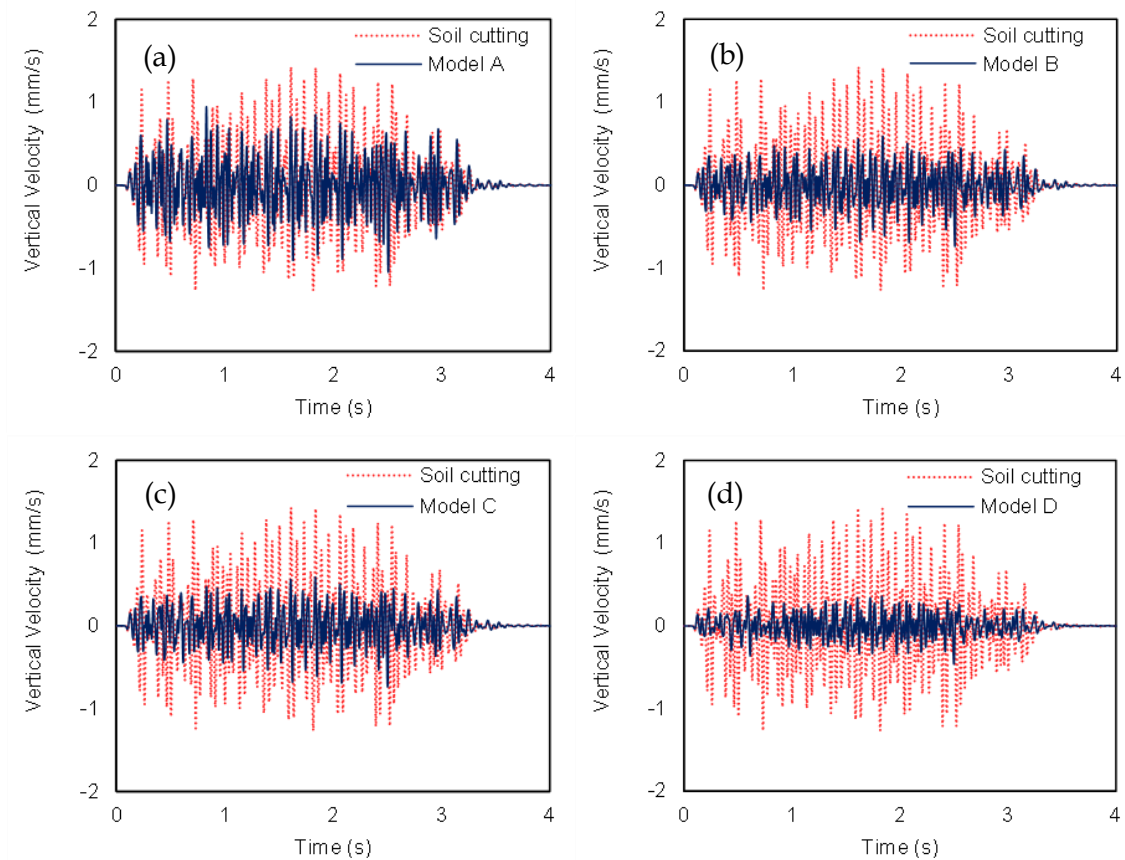 2
Soil cutting
(a)
Model A
1
0
-1
-2
0 1 2 3 4
Vertical Velocity (mm/s)
Time (s)
2
Soil cutting
(b)
Model B
1
0
-1
-2
0 1 2 3 4
Vertical Velocity (mm/s)
Time (s)
2
Soil cutting
(c)
Model C
1
0
-1
-2
0 1 2 3 4
Vertical Velocity (mm/s)
Time (s)
2
Soil cutting
(d)
Model D
1
0
-1
-2
0 1 2 3 4
Vertical Velocity (mm/s)
Time (s)